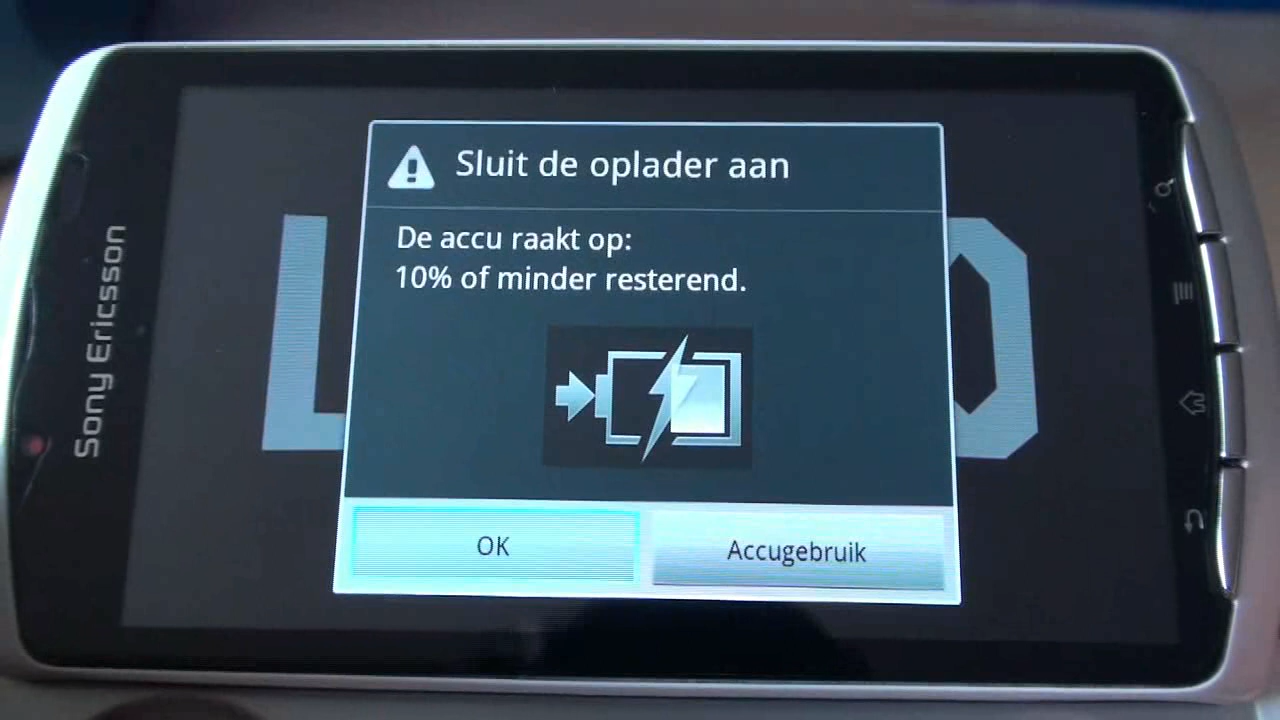 Sony Ericsson
Sluit de oplader aan
De accu raakt op:
10% of minder resterend.
OK
Accugebruik